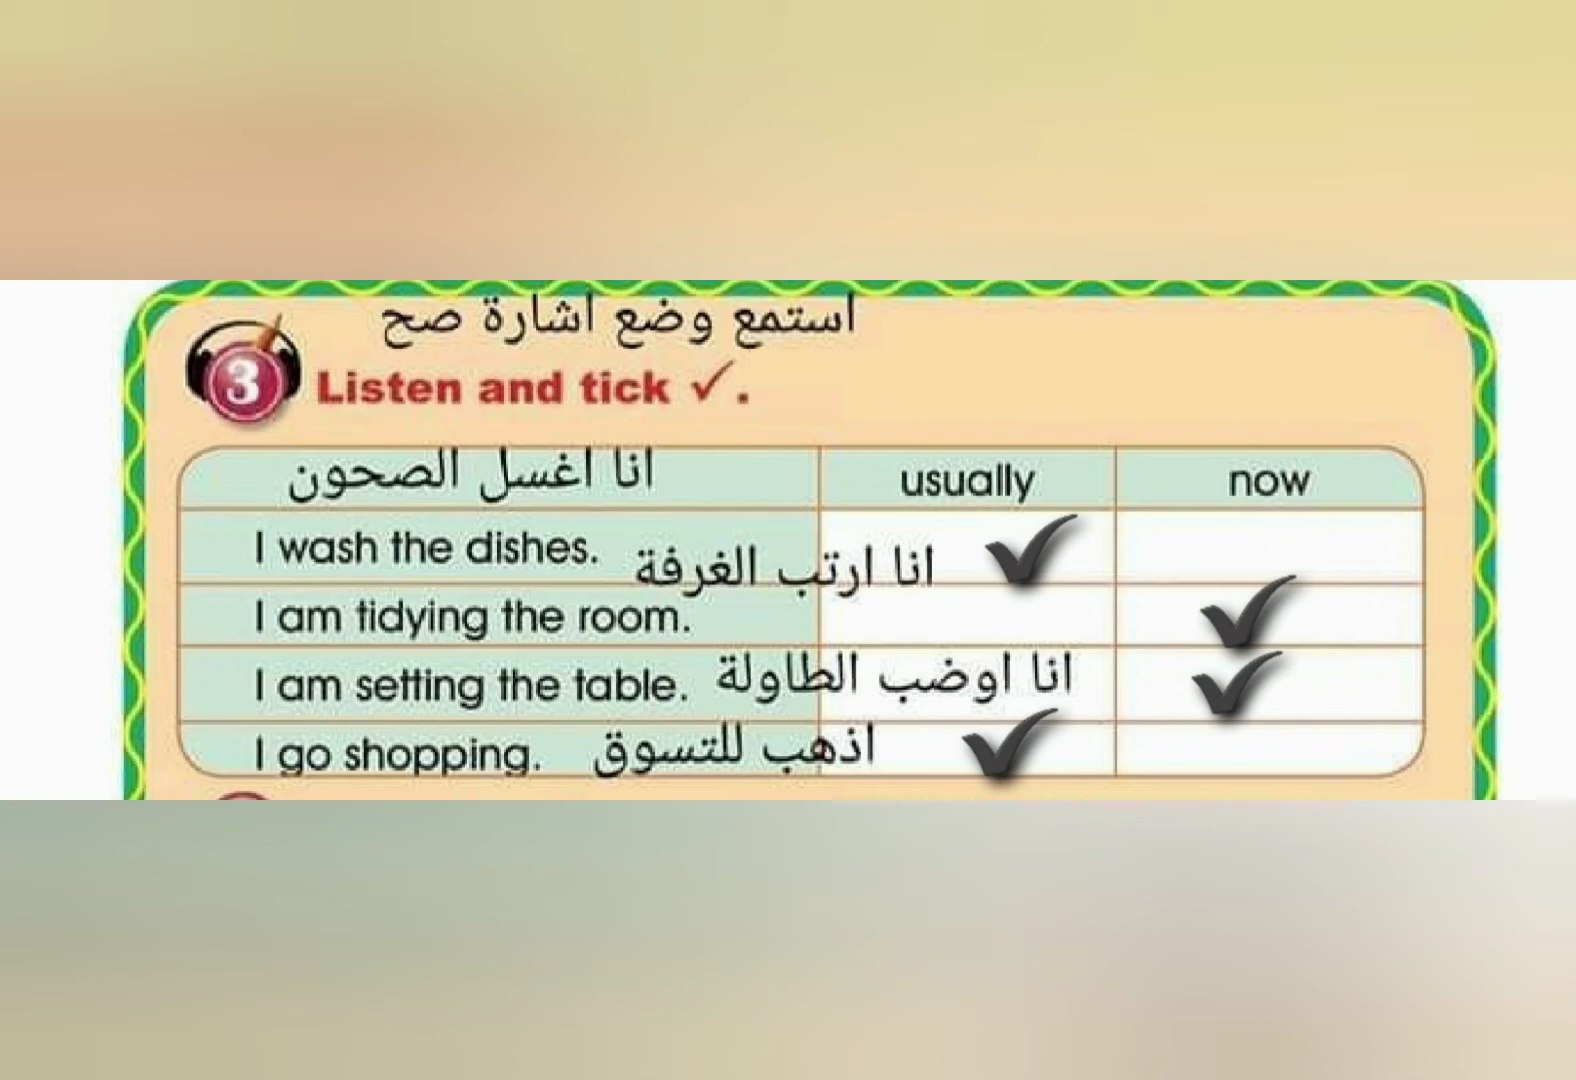 استمع وضع اشارة صح
3 Listen and tick ✓.
انا اغسل الصحون usually now
I wash the dishes. ✔
انا ارتب الغرفة
I am tidying the room. ✔
I am setting the table. انا اوضب الطاولة ✔
I go shopping. اذهب للتسوق ✔